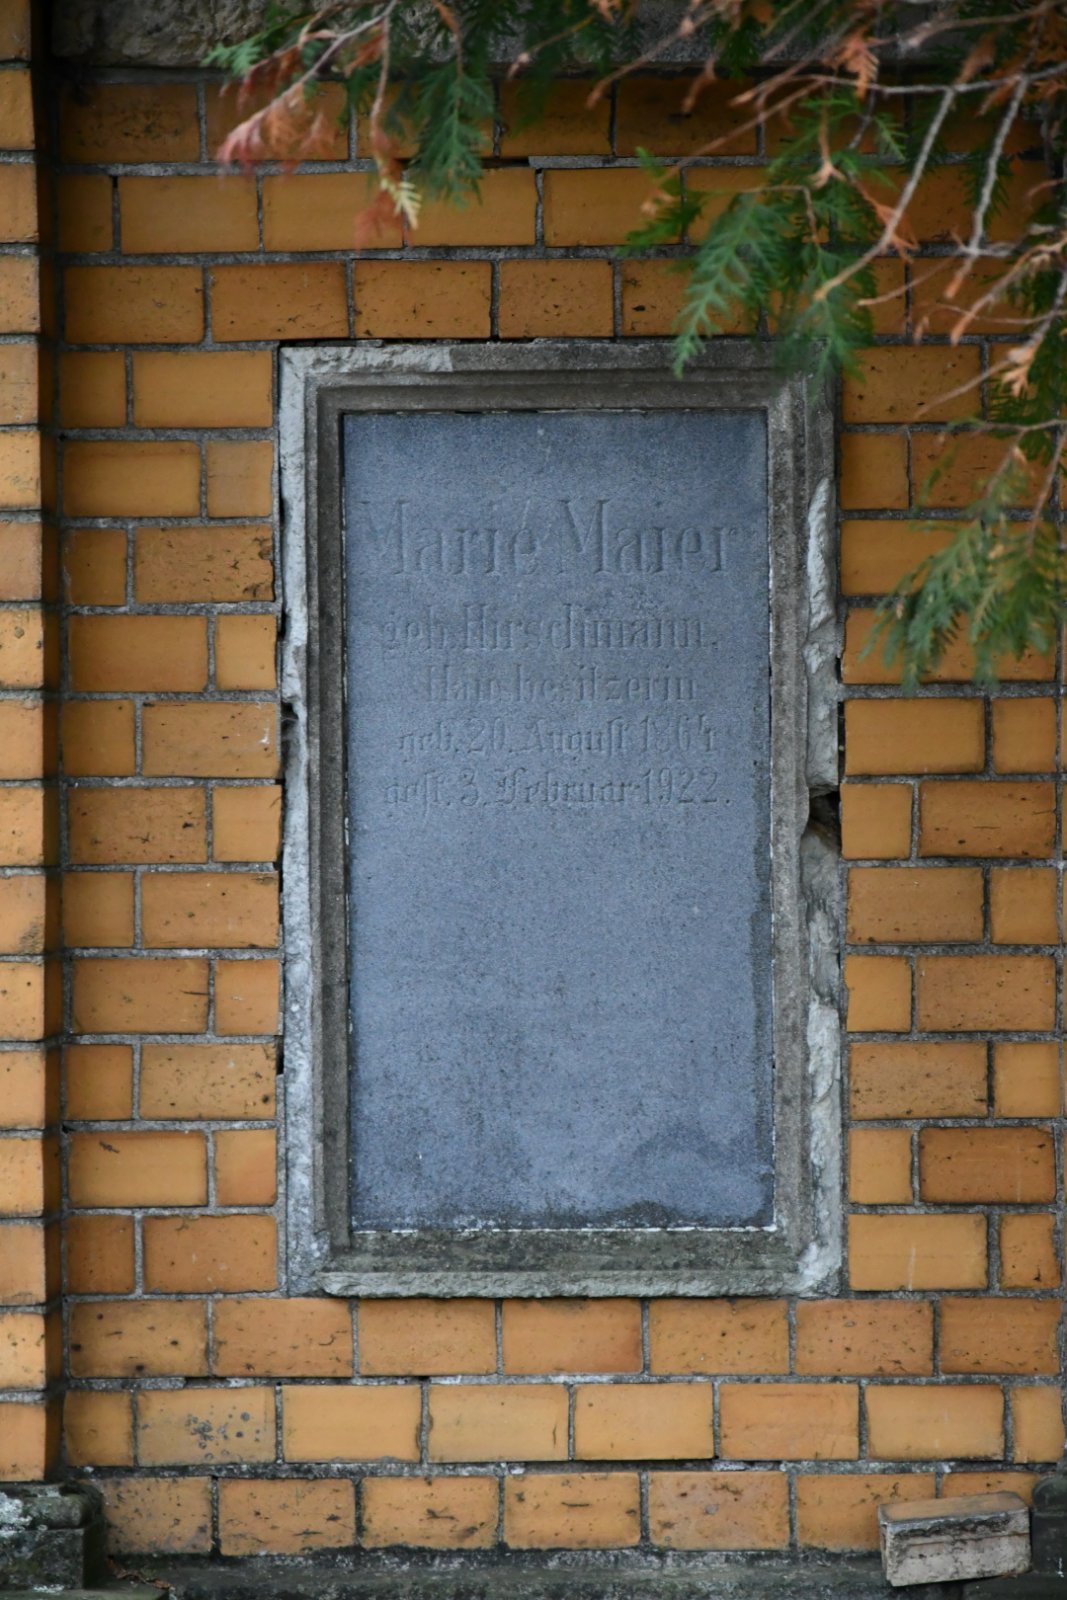 Marie Maier
geb. Hirschmann.
Hausbesitzerin
geb. 20. August 1864
gest. 3. Februar 1922.